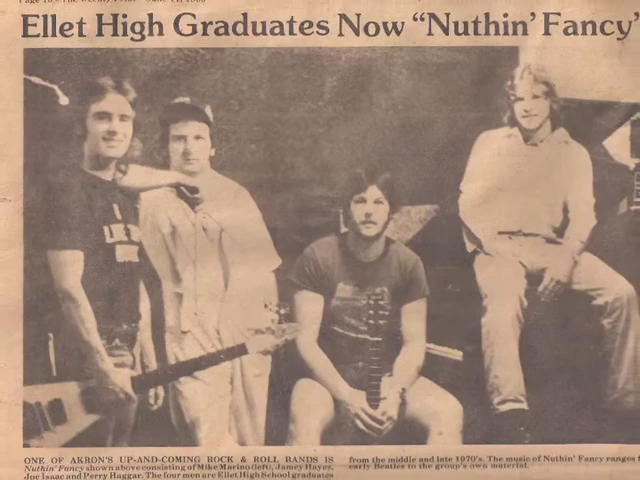 Ellet High Graduates Now “Nuthin’ Fancy”
ONE OF AKRON'S UP-AND-COMING ROCK & ROLL BANDS IS
Nuthin' Fancy shown above consisting of Mike Marino (left), Jamey Hayes,
Joe Isaac and Perry Haggar. The four men are Ellet High School graduates
from the middle and late 1970's. The music of Nuthin' Fancy ranges
early Beatles to the group's own material.